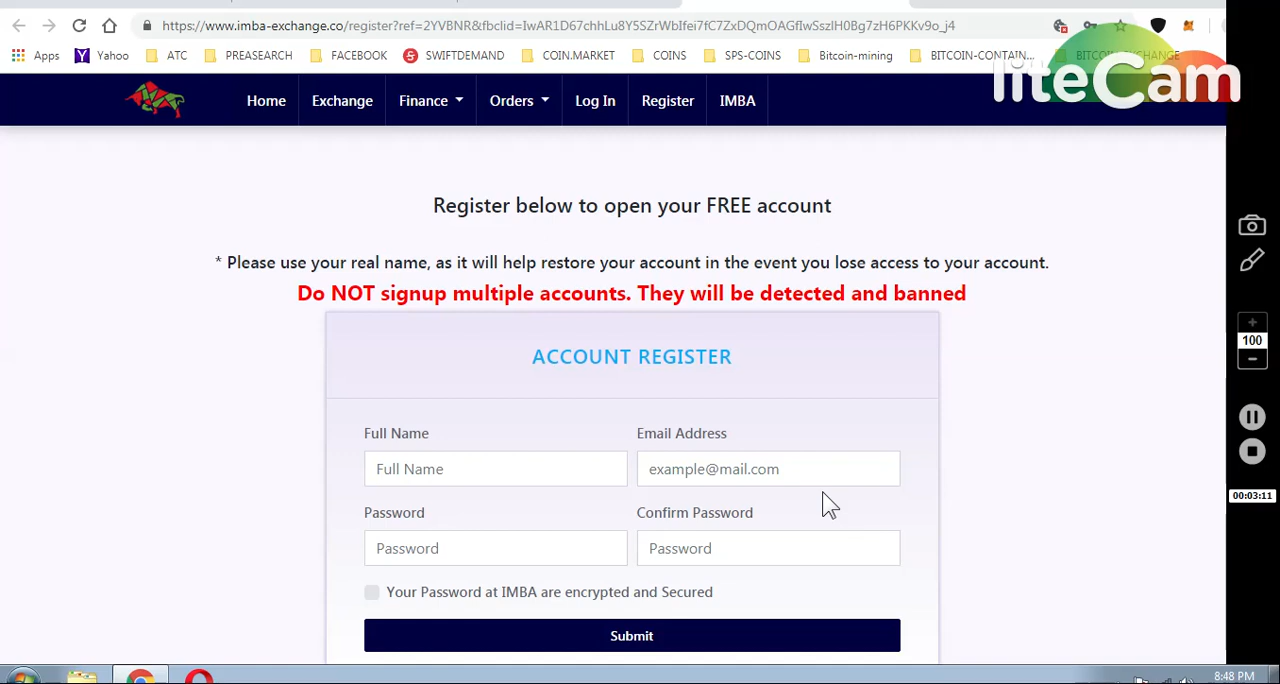 https://www.imba-exchange.co/register?ref=2YVBNR&fbclid=IwAR1D67chhLu8Y5SZrWbIfei7fC7ZxDQmOAGfIwSszlH0Bg7zH6PKKv9o_j4
Apps Yahoo ATC PREASEARCH FACEBOOK SWIFTDEMAND COIN.MARKET COINS SPS-COINS Bitcoin-mining BITCOIN-CONTAIN... BITCOIN-EXCHANGE
liteCam
Home Exchange Finance Orders Log In Register IMBA
Register below to open your FREE account
* Please use your real name, as it will help restore your account in the event you lose access to your account.
Do NOT signup multiple accounts. They will be detected and banned
ACCOUNT REGISTER
Full Name Email Address
Full Name example@mail.com
Password Confirm Password
Password Password
Your Password at IMBA are encrypted and Secured
Submit
100
00:03:11
8:48 PM